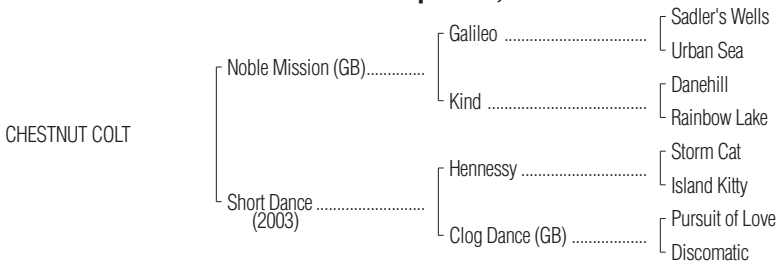 Sadler's Wells
Galileo ................................................
Urban Sea
Noble Mission (GB)..............
Danehill
Kind .....................................................
Rainbow Lake
CHESTNUT COLT
Storm Cat
Hennessy ..........................................
Island Kitty
Short Dance ..........................
(2003)
Pursuit of Love
Clog Dance (GB) .........................
Discomatic